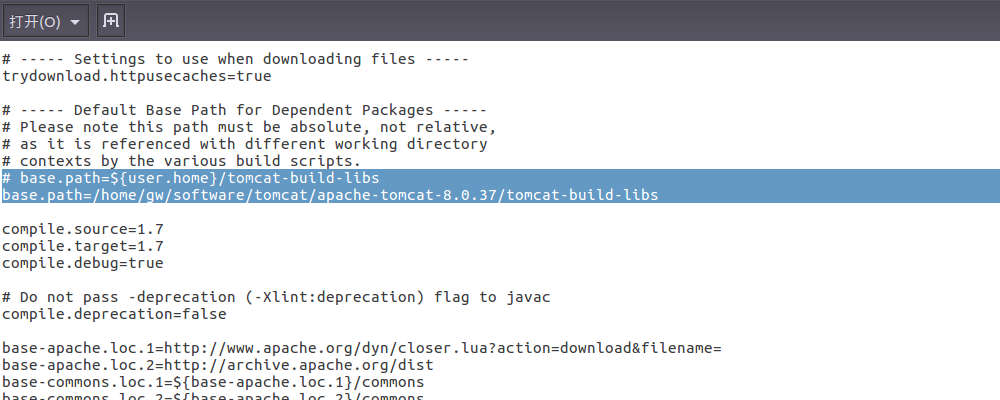 打开(O)
# ----- Settings to use when downloading files -----
trydownload.httpusecaches=true
# ----- Default Base Path for Dependent Packages -----
# Please note this path must be absolute, not relative,
# as it is referenced with different working directory
# contexts by the various build scripts.
# base.path=${user.home}/tomcat-build-libs
base.path=/home/gw/software/tomcat/apache-tomcat-8.0.37/tomcat-build-libs
compile.source=1.7
compile.target=1.7
compile.debug=true
# Do not pass -deprecation (-Xlint:deprecation) flag to javac
compile.deprecation=false
base-apache.loc.1=http://www.apache.org/dyn/closer.lua?action=download&filename=
base-apache.loc.2=http://archive.apache.org/dist
base-commons.loc.1=${base-apache.loc.1}/commons
base-commons.loc.2=${base-apache.loc.2}/commons